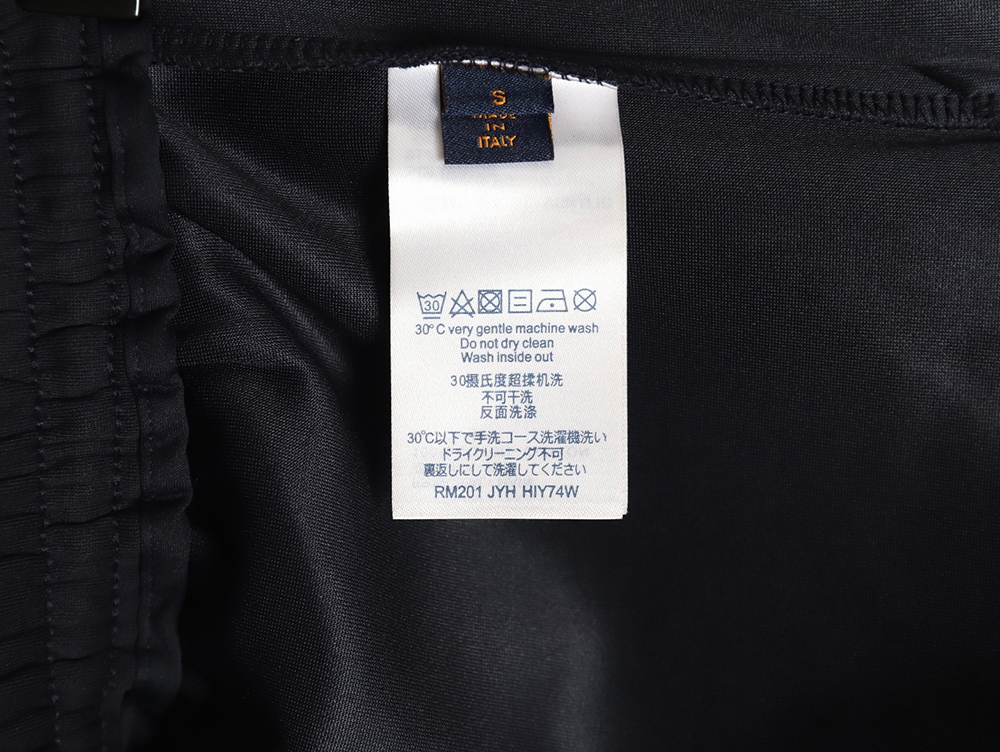 S
MADE
IN
ITALY
30
30°C very gentle machine wash
Do not dry clean
Wash inside out
30摄氏度超揉机洗
不可干洗
反面洗涤
30℃以下で手洗コース洗濯機洗い
ドライクリーニング不可
裏返しにして洗濯してください
RM201 JYH HIY74W